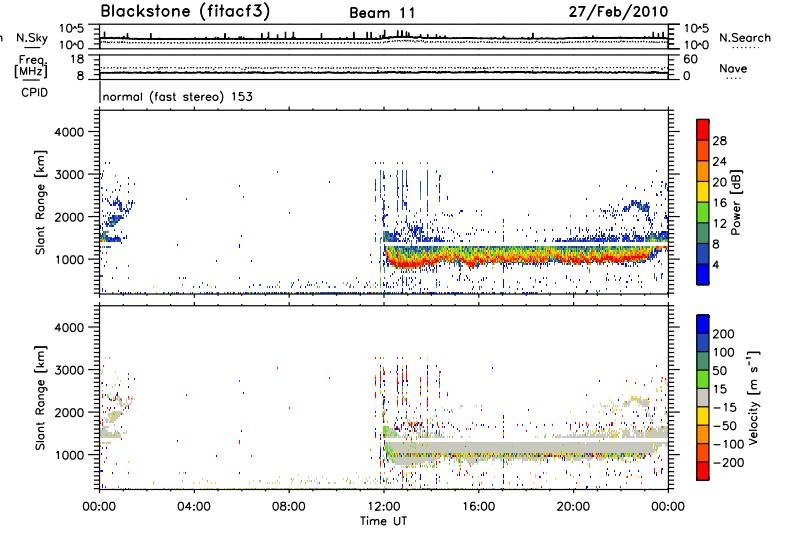 Blackstone (fitacf3) Beam 11 27/Feb/2010
N.Sky 10^5 10^5 N.Search
10^0 10^0
Freq. 18 60
[MHz] 8 0 Nave
CPID normal (fast stereo) 153
4000
3000
2000
1000
Slant Range [km]
28
24
20
16
12
8
4
Power [dB]
4000
3000
2000
1000
Slant Range [km]
200
100
50
15
-15
-50
-100
-200
Velocity [m s⁻¹]
00:00 04:00 08:00 12:00 16:00 20:00 00:00
Time UT